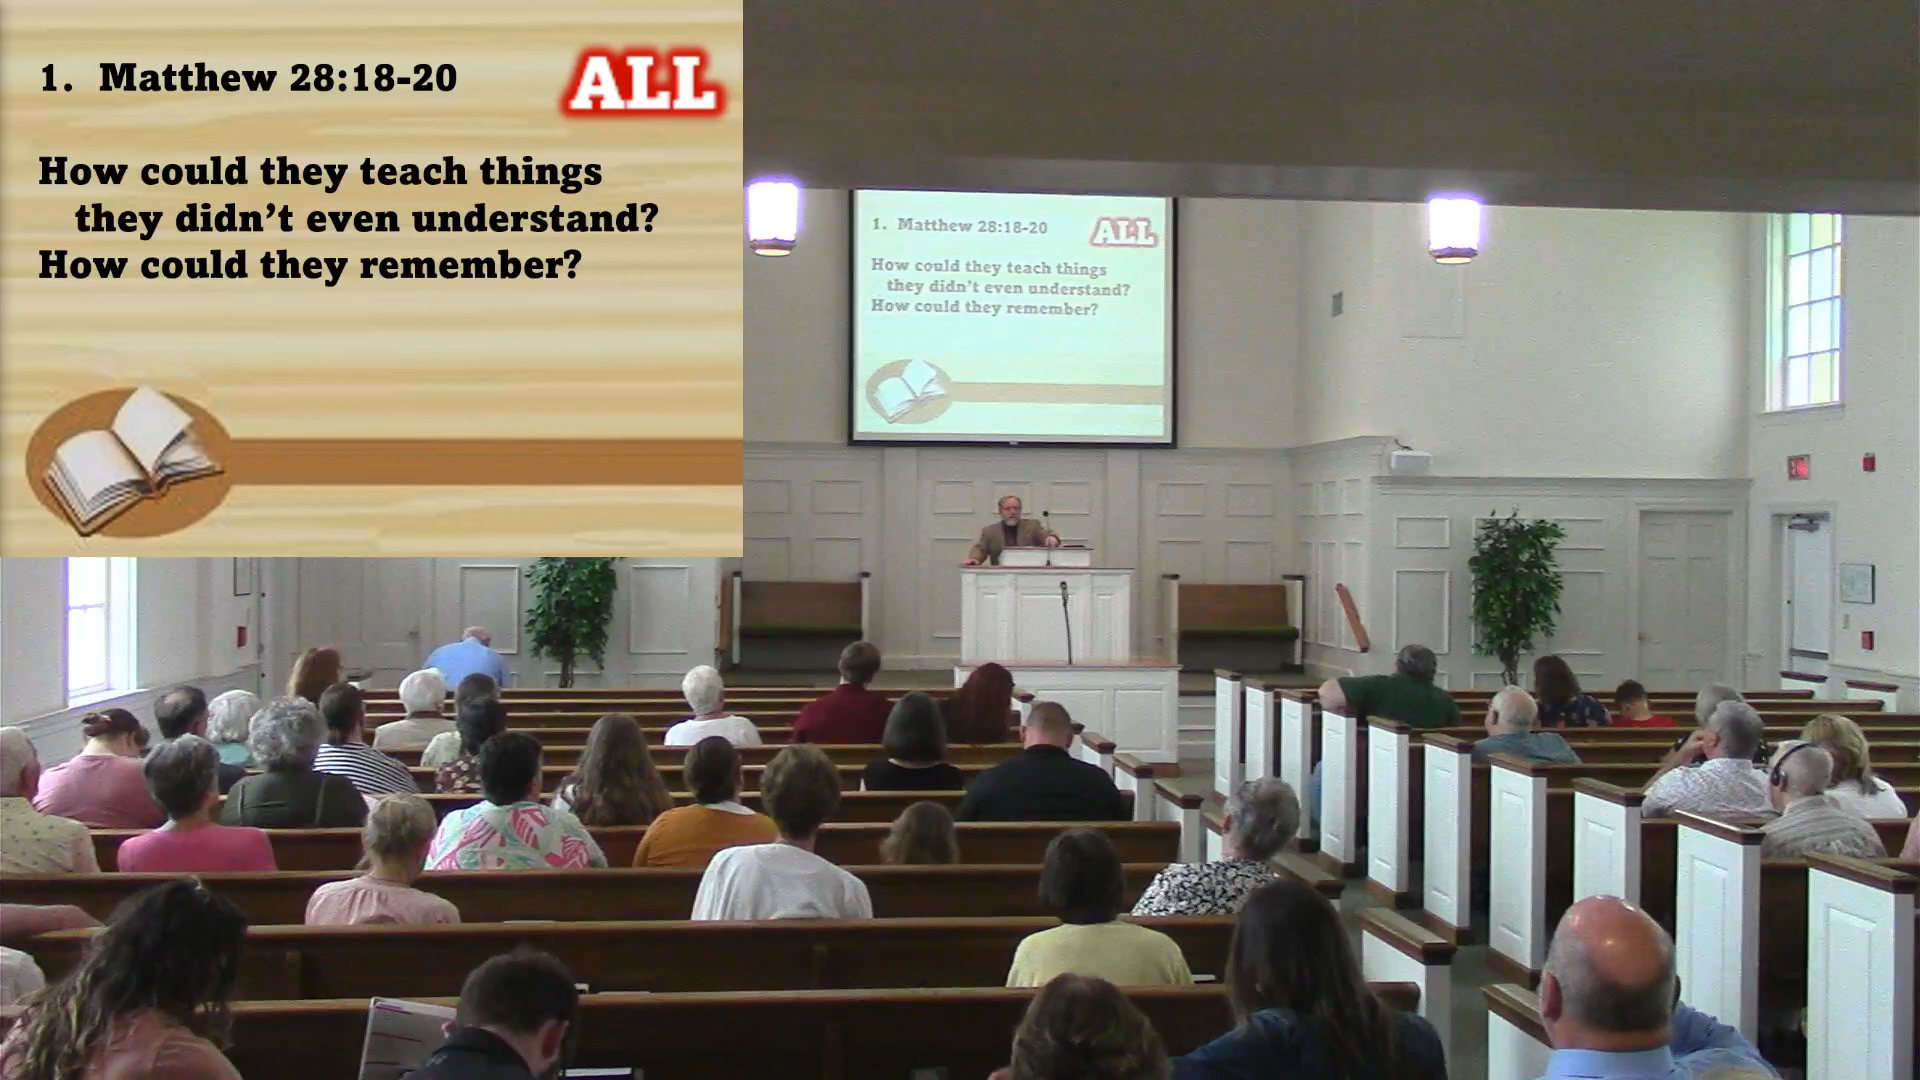 1. Matthew 28:18-20
ALL
How could they teach things
they didn't even understand?
How could they remember?
1. Matthew 28:18-20
ALL
How could they teach things
they didn't even understand?
How could they remember?